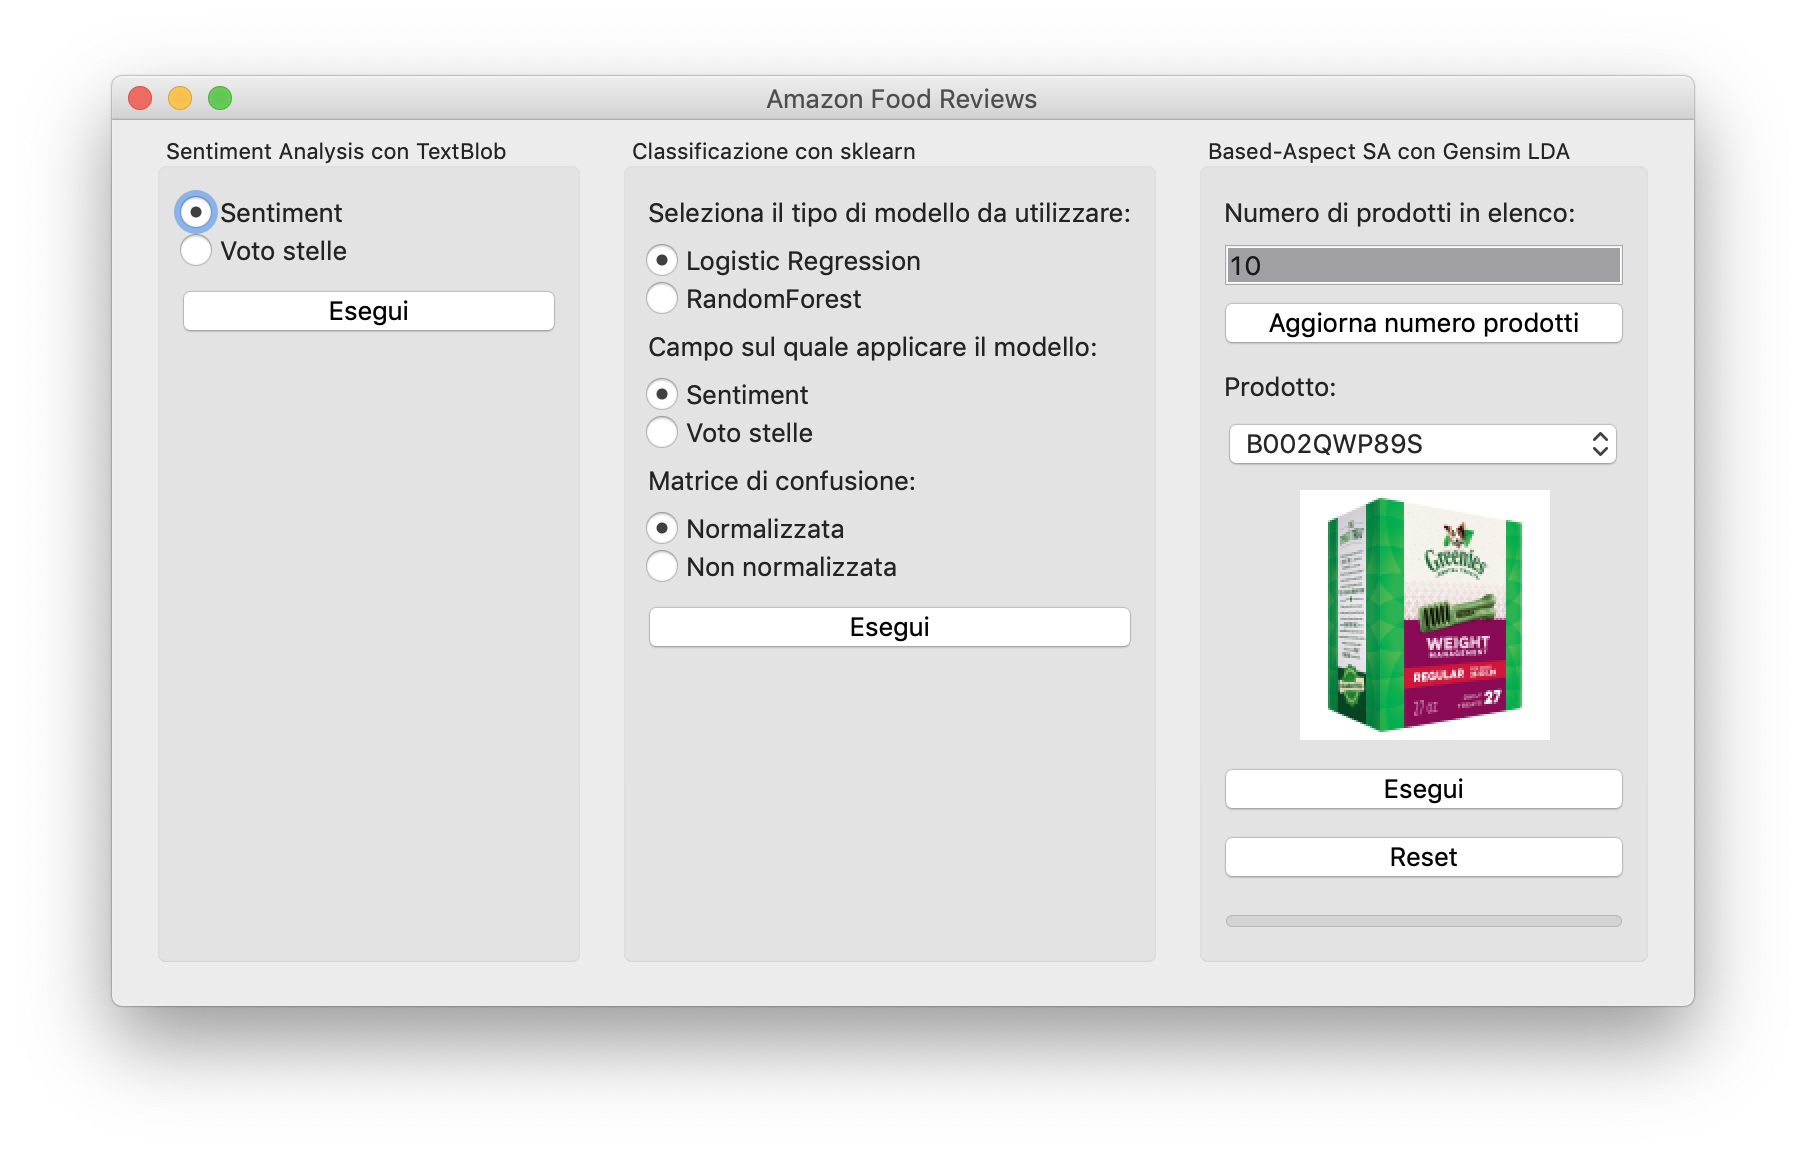 Amazon Food Reviews
Sentiment Analysis con TextBlob
Sentiment
Voto stelle
Esegui
Classificazione con sklearn
Seleziona il tipo di modello da utilizzare:
Logistic Regression
RandomForest
Campo sul quale applicare il modello:
Sentiment
Voto stelle
Matrice di confusione:
Normalizzata
Non normalizzata
Esegui
Based-Aspect SA con Gensim LDA
Numero di prodotti in elenco:
10
Aggiorna numero prodotti
Prodotto:
B002QWP89S
Greenies
WEIGHT
MANAGEMENT
REGULAR
27 oz
27
Esegui
Reset